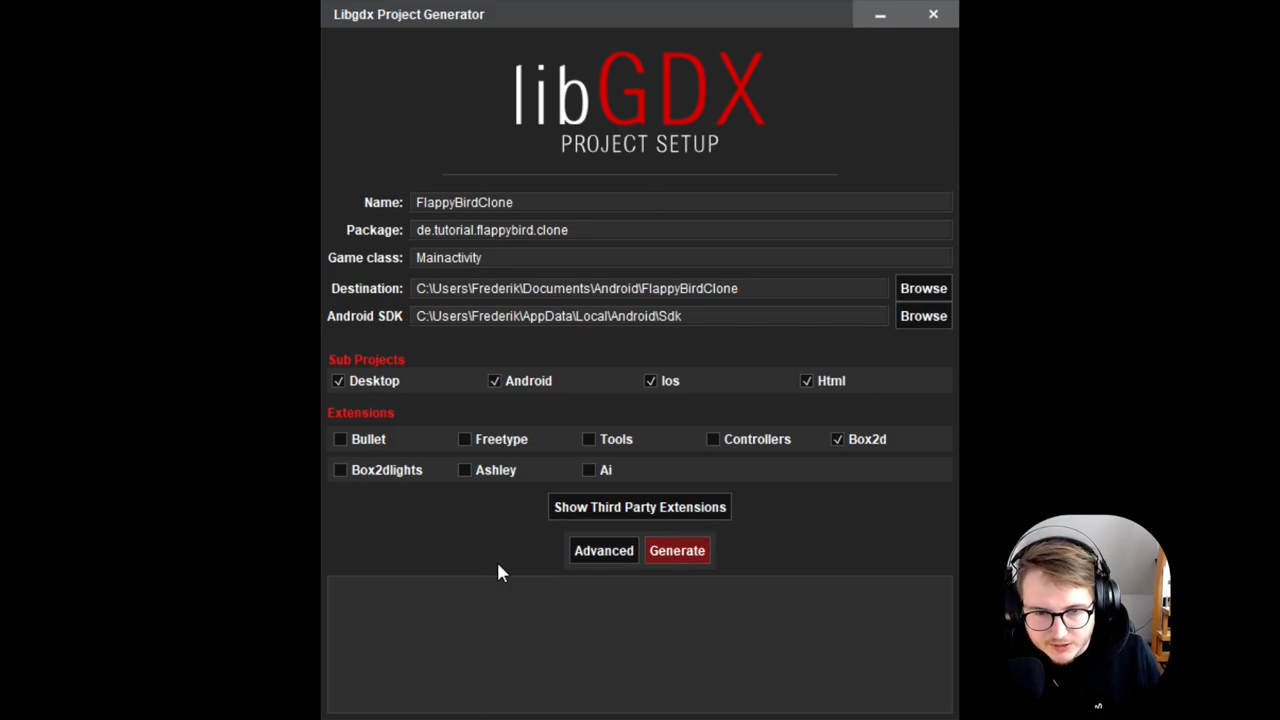 Libgdx Project Generator
libGDX
PROJECT SETUP
Name: FlappyBirdClone
Package: de.tutorial.flappybird.clone
Game class: Mainactivity
Destination: C:\Users\Frederik\Documents\Android\FlappyBirdClone Browse
Android SDK C:\Users\Frederik\AppData\Local\Android\Sdk Browse
Sub Projects
Desktop Android Ios Html
Extensions
Bullet Freetype Tools Controllers Box2d
Box2dlights Ashley Ai
Show Third Party Extensions
Advanced Generate